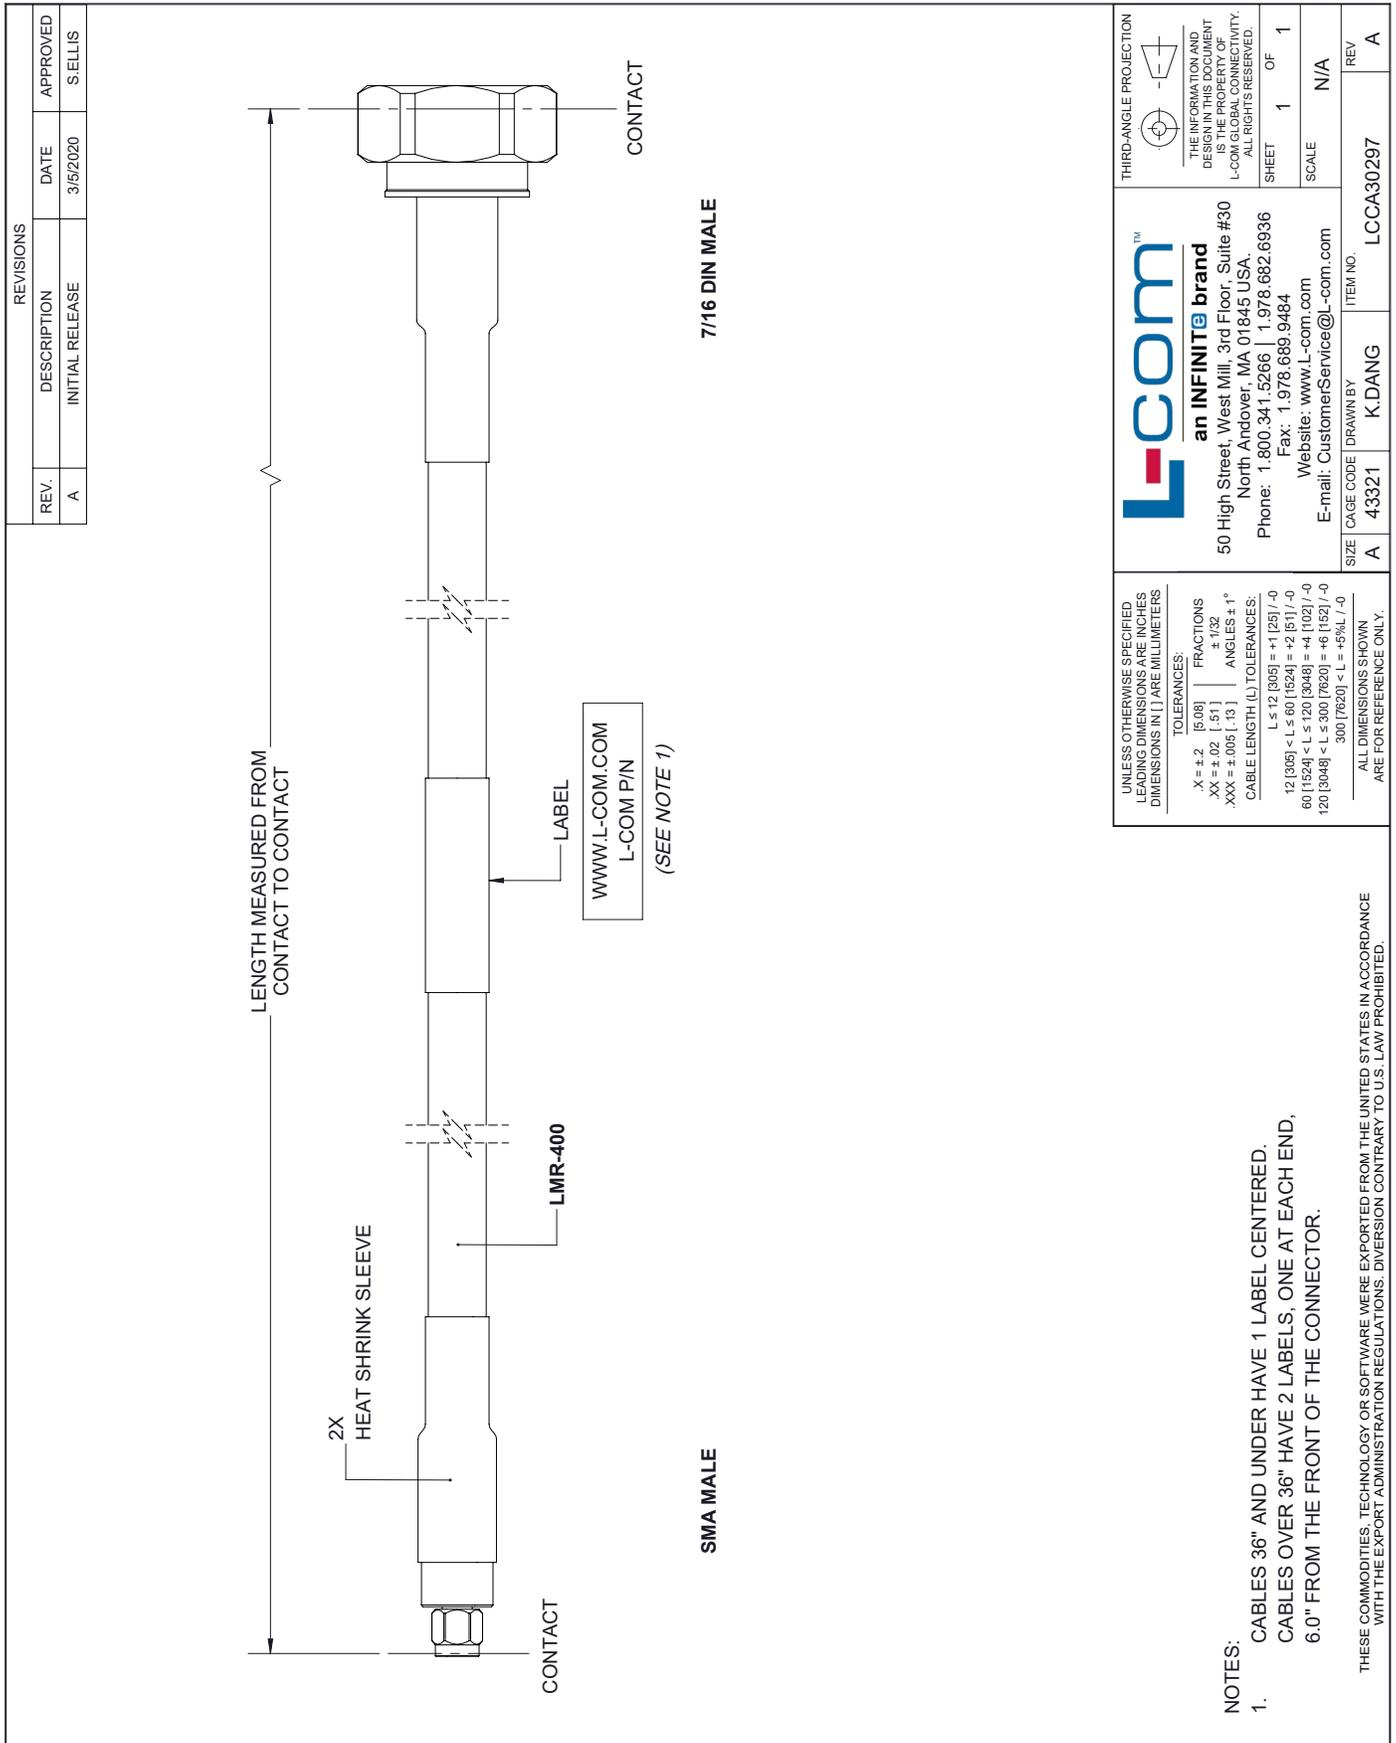 REVISIONS
REV.
DESCRIPTION
DATE
APPROVED
A
INITIAL RELEASE
3/5/2020
S.ELLIS
LENGTH MEASURED FROM
CONTACT TO CONTACT
2X
HEAT SHRINK SLEEVE
LMR-400
LABEL
WWW.L-COM.COM
L-COM P/N
(SEE NOTE 1)
CONTACT
CONTACT
SMA MALE
7/16 DIN MALE
NOTES:
1. CABLES 36" AND UNDER HAVE 1 LABEL CENTERED.
CABLES OVER 36" HAVE 2 LABELS, ONE AT EACH END,
6.0" FROM THE FRONT OF THE CONNECTOR.
THESE COMMODITIES, TECHNOLOGY OR SOFTWARE WERE EXPORTED FROM THE UNITED STATES IN ACCORDANCE
WITH THE EXPORT ADMINISTRATION REGULATIONS. DIVERSION CONTRARY TO U.S. LAW PROHIBITED.
UNLESS OTHERWISE SPECIFIED
LEADING DIMENSIONS ARE INCHES
DIMENSIONS IN [ ] ARE MILLIMETERS
TOLERANCES:
.X = ±.2 [5.08] FRACTIONS
.XX = ±.02 [.51] ± 1/32
.XXX = ±.005 [.13] ANGLES ± 1°
CABLE LENGTH (L) TOLERANCES:
L ≤ 12 [305] = +1 [25] / -0
12 [305] < L ≤ 60 [1524] = +2 [51] / -0
60 [1524] < L ≤ 120 [3048] = +4 [102] / -0
120 [3048] < L ≤ 300 [7620] = +6 [152] / -0
300 [7620] < L = +5%L / -0
ALL DIMENSIONS SHOWN
ARE FOR REFERENCE ONLY.
L-com™
an INFINITe brand
50 High Street, West Mill, 3rd Floor, Suite #30
North Andover, MA 01845 USA.
Phone: 1.800.341.5266 | 1.978.682.6936
Fax: 1.978.689.9484
Website: www.L-com.com
E-mail: CustomerService@L-com.com
THIRD-ANGLE PROJECTION
THE INFORMATION AND
DESIGN IN THIS DOCUMENT
IS THE PROPERTY OF
L-COM GLOBAL CONNECTIVITY.
ALL RIGHTS RESERVED.
SHEET 1 OF 1
SCALE N/A
SIZE A
CAGE CODE 43321
DRAWN BY K.DANG
ITEM NO. LCCA30297
REV A